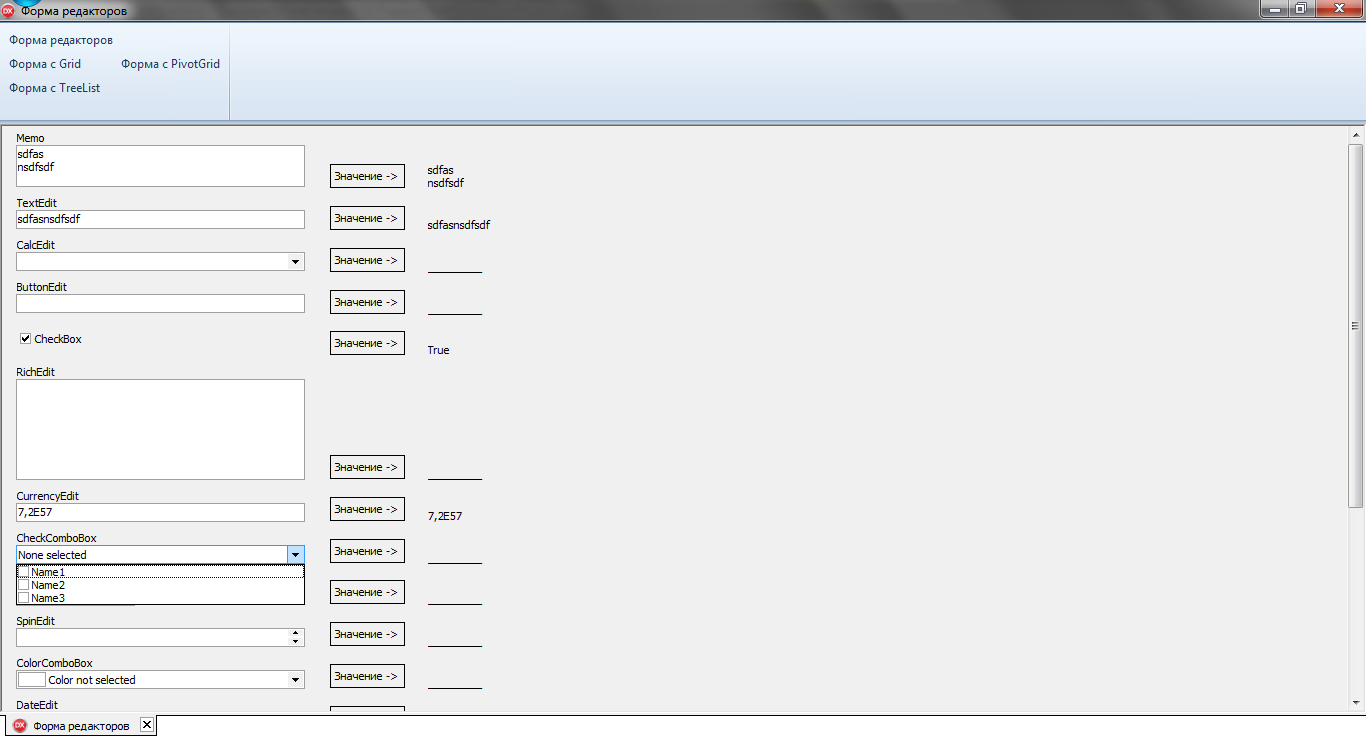 DX Форма редакторов
Форма редакторов
Форма с Grid Форма с PivotGrid
Форма с TreeList
Memo
sdfas
nsdfsdf
Значение ->
sdfas
nsdfsdf
TextEdit
sdfasnsdfsdf
Значение ->
sdfasnsdfsdf
CalcEdit
Значение ->
ButtonEdit
Значение ->
CheckBox
Значение ->
True
RichEdit
Значение ->
CurrencyEdit
7,2E57
Значение ->
7,2E57
CheckComboBox
None selected
Значение ->
Name1
Name2
Name3
Значение ->
SpinEdit
Значение ->
ColorComboBox
Color not selected
Значение ->
DateEdit
DX Форма редакторов